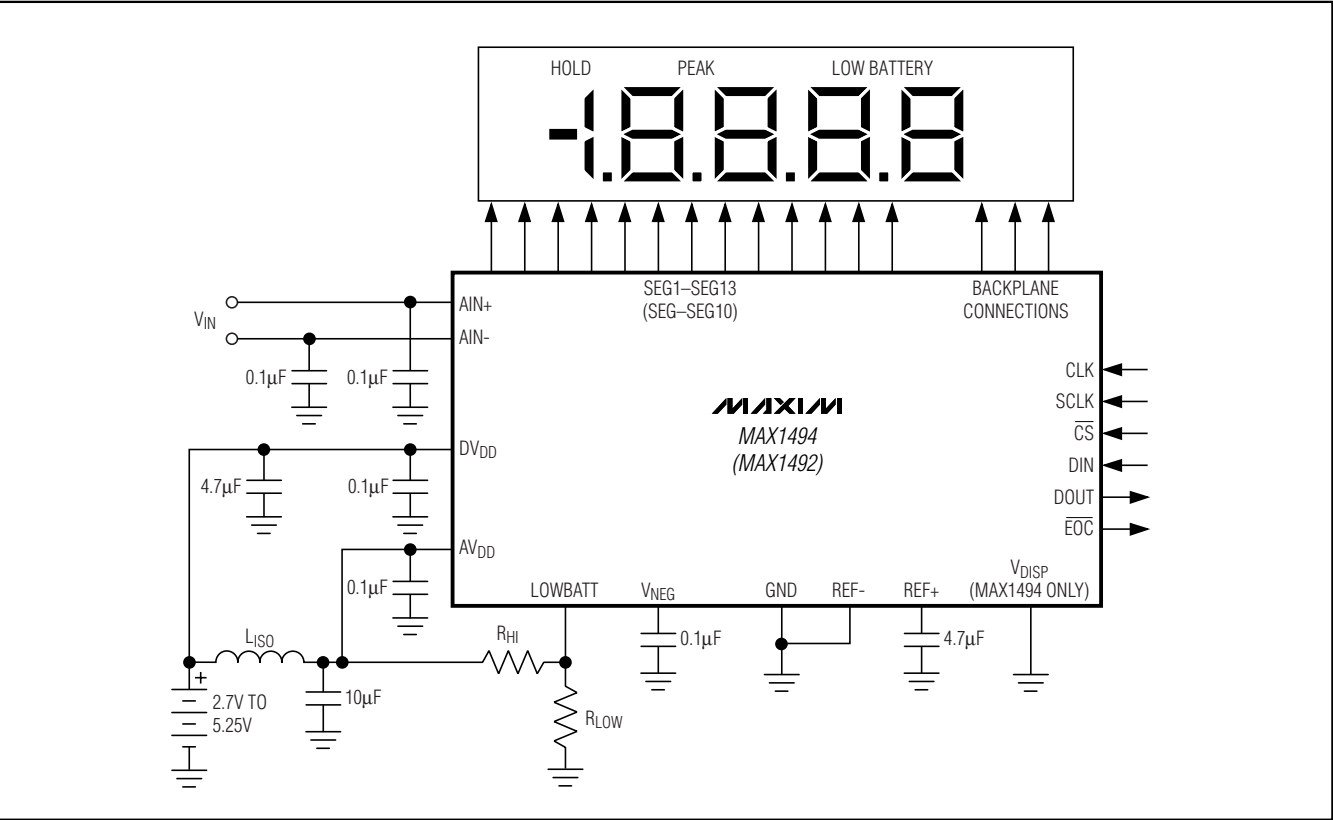 HOLD PEAK LOW BATTERY
-1.8.8.8.8
SEG1–SEG13
(SEG–SEG10)
BACKPLANE
CONNECTIONS
AIN+
VIN
AIN-
0.1µF 0.1µF
CLK
SCLK
CS
DIN
DOUT
EOC
MAXIM
MAX1494
(MAX1492)
DVDD
4.7µF 0.1µF
AVDD
0.1µF
LOWBATT VNEG GND REF- REF+
VDISP
(MAX1494 ONLY)
LISO
RHI
0.1µF
4.7µF
+
2.7V TO
5.25V
10µF
RLOW